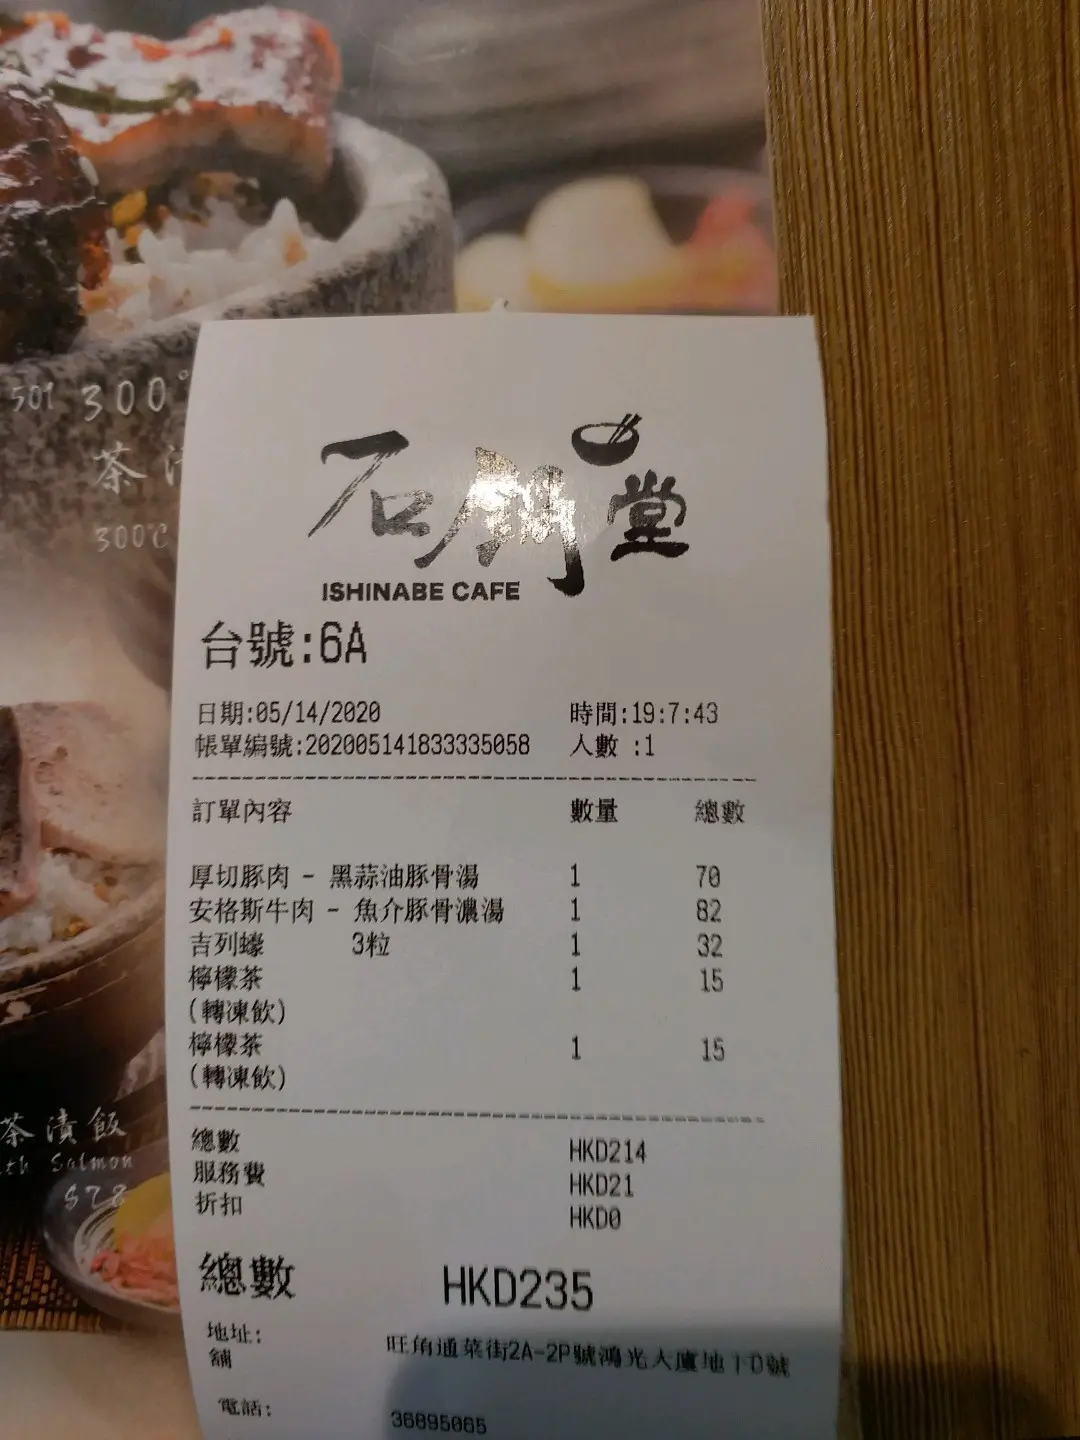 501 300°
茶
300℃
石鍋堂
ISHINABE CAFE
台號:6A
日期:05/14/2020 時間:19:7:43
帳單編號:202005141833335058 人數 :1
訂單內容 數量 總數
厚切豚肉 - 黑蒜油豚骨湯 1 70
安格斯牛肉 - 魚介豚骨濃湯 1 82
吉列蠔 3粒 1 32
檸檬茶 1 15
(轉凍飲)
檸檬茶 1 15
(轉凍飲)
總數 HKD214
服務費 HKD21
折扣 HKD0
總數 HKD235
地址: 旺角通菜街2A-2P號鴻光大廈地 D號
舖
電話: 36895065
茶漬飯
Salmon
$78